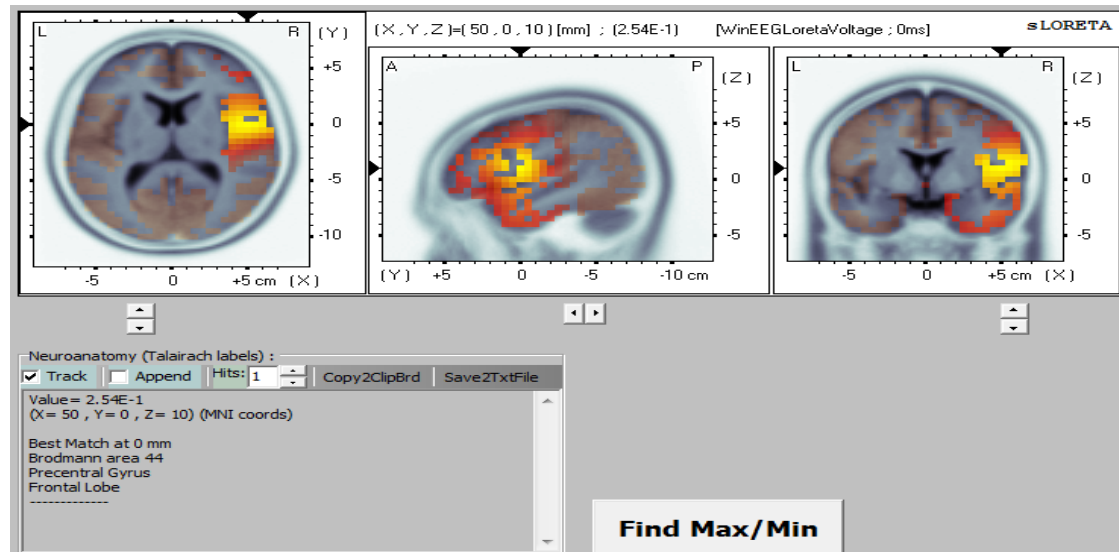 L R (Y) (X,Y,Z)=(50,0,10)[mm] ; (2.54E-1) [WinEEGLoretaVoltage ; 0ms] sLORETA
A P (Z) L R (Z)
+5 +5 +5
0 0 0
-5 -5 -5
-10
-5 0 +5 cm (X) (Y) +5 0 -5 -10 cm -5 0 +5 cm (X)
Neuroanatomy (Talairach labels) :
Track Append Hits: 1 Copy2ClipBrd Save2TxtFile
Value= 2.54E-1
(X= 50 , Y= 0 , Z= 10) (MNI coords)
Best Match at 0 mm
Brodmann area 44
Precentral Gyrus
Frontal Lobe
-------------
Find Max/Min